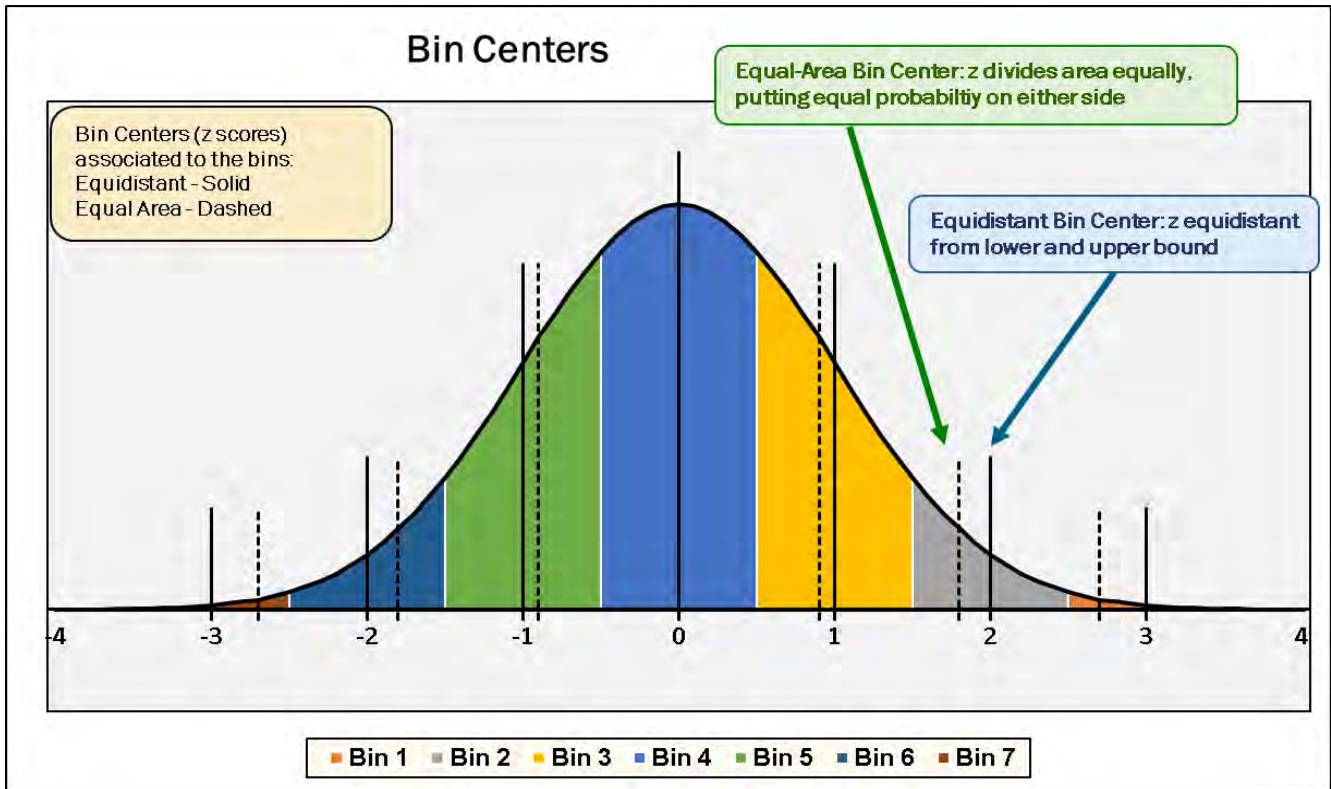 Bin Centers
Equal-Area Bin Center: z divides area equally,
putting equal probabiltiy on either side
Bin Centers (z scores)
associated to the bins:
Equidistant - Solid
Equal Area - Dashed
Equidistant Bin Center: z equidistant
from lower and upper bound
-4 -3 -2 -1 0 1 2 3 4
Bin 1 Bin 2 Bin 3 Bin 4 Bin 5 Bin 6 Bin 7